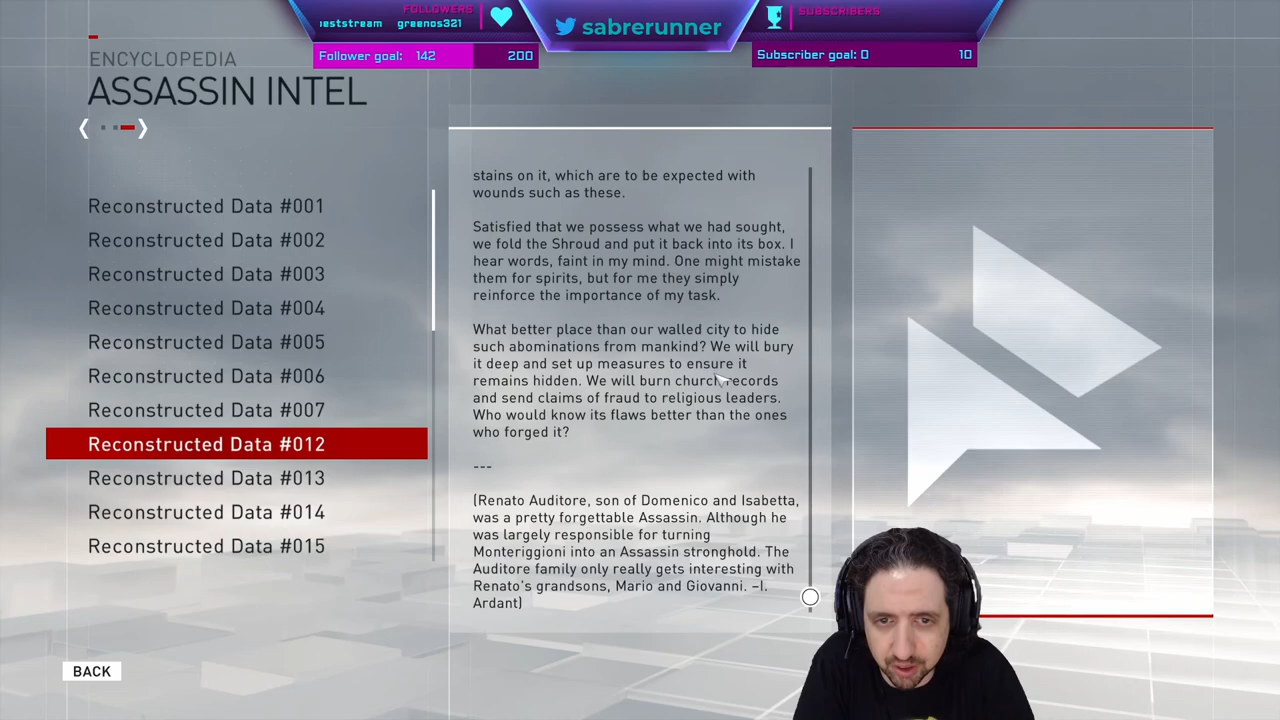 FOLLOWERS
ieststream greenos321
sabrerunner
SUBSCRIBERS
Follower goal: 142 200
Subscriber goal: 0 10
ENCYCLOPEDIA
ASSASSIN INTEL
Reconstructed Data #001
Reconstructed Data #002
Reconstructed Data #003
Reconstructed Data #004
Reconstructed Data #005
Reconstructed Data #006
Reconstructed Data #007
Reconstructed Data #012
Reconstructed Data #013
Reconstructed Data #014
Reconstructed Data #015
BACK
stains on it, which are to be expected with
wounds such as these.
Satisfied that we possess what we had sought,
we fold the Shroud and put it back into its box. I
hear words, faint in my mind. One might mistake
them for spirits, but for me they simply
reinforce the importance of my task.
What better place than our walled city to hide
such abominations from mankind? We will bury
it deep and set up measures to ensure it
remains hidden. We will burn church records
and send claims of fraud to religious leaders.
Who would know its flaws better than the ones
who forged it?
---
(Renato Auditore, son of Domenico and Isabetta,
was a pretty forgettable Assassin. Although he
was largely responsible for turning
Monteriggioni into an Assassin stronghold. The
Auditore family only really gets interesting with
Renato's grandsons, Mario and Giovanni. –I.
Ardant)